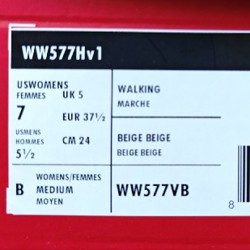 WW577Hv1
USWOMENS
FEMMES
7
UK 5
EUR 37½
USMENS
HOMMES
5½
CM 24
WALKING
MARCHE
BEIGE BEIGE
BEIGE BEIGE
B
WOMENS/FEMMES
MEDIUM
MOYEN
WW577VB
8